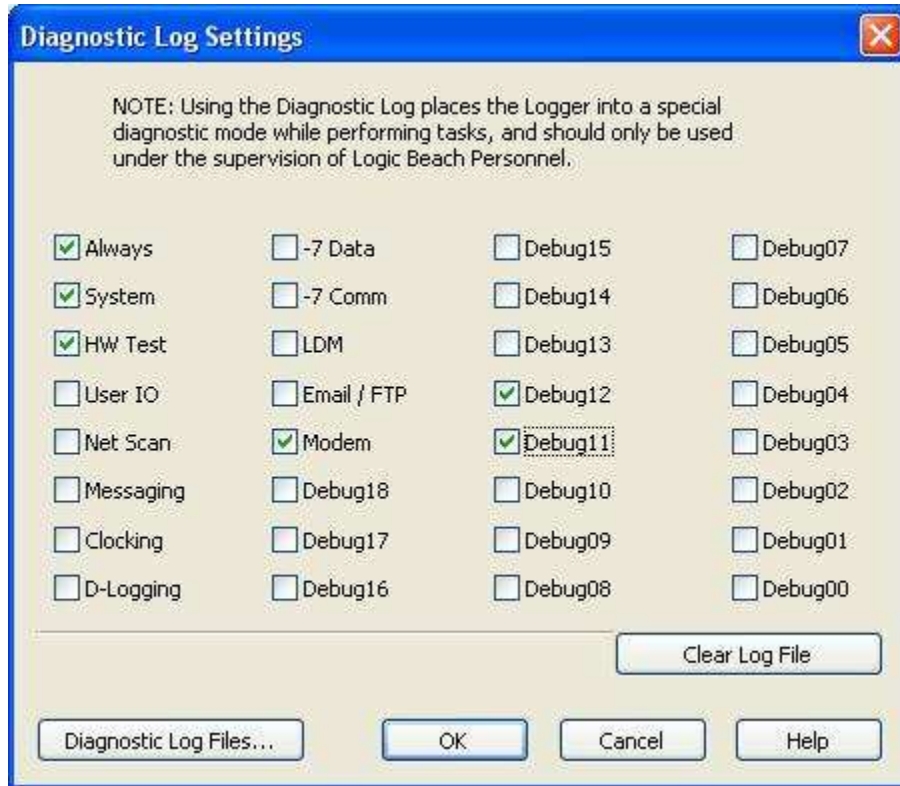 Diagnostic Log Settings
NOTE: Using the Diagnostic Log places the Logger into a special
diagnostic mode while performing tasks, and should only be used
under the supervision of Logic Beach Personnel.
Always
System
HW Test
User IO
Net Scan
Messaging
Clocking
D-Logging
-7 Data
-7 Comm
LDM
Email / FTP
Modem
Debug18
Debug17
Debug16
Debug15
Debug14
Debug13
Debug12
Debug11
Debug10
Debug09
Debug08
Debug07
Debug06
Debug05
Debug04
Debug03
Debug02
Debug01
Debug00
Clear Log File
Diagnostic Log Files...
OK
Cancel
Help